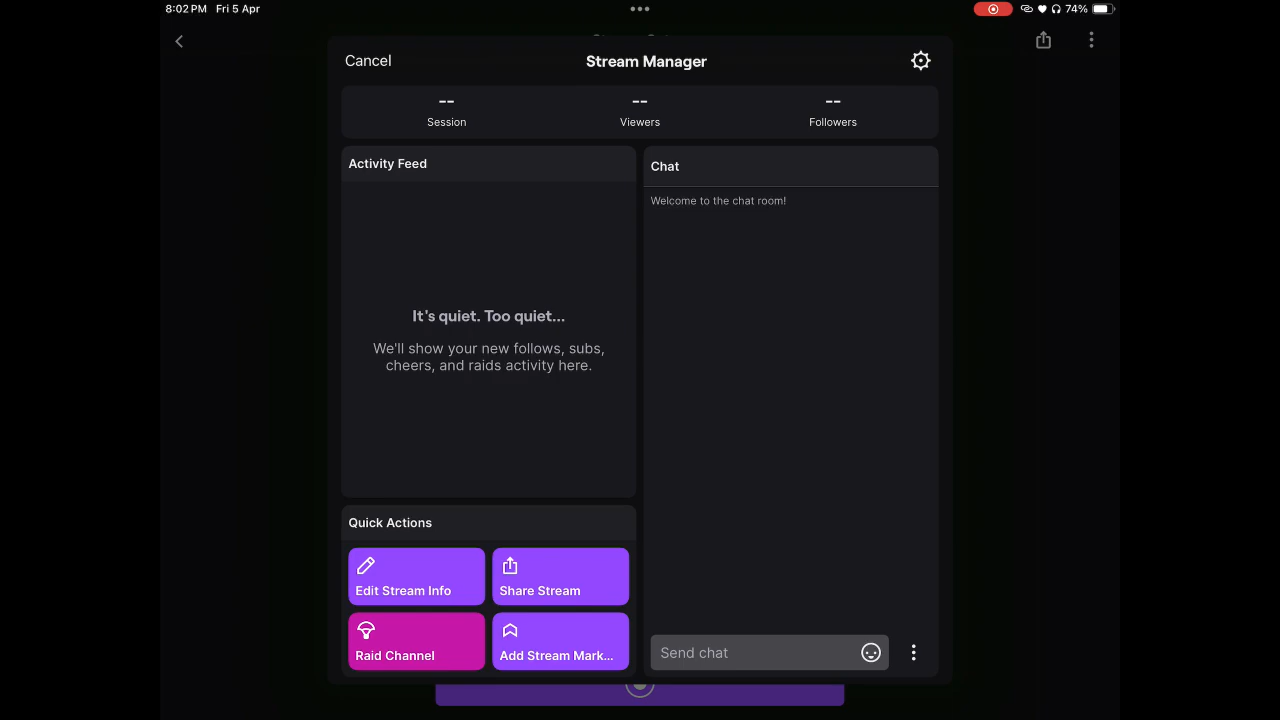 8:02 PM Fri 5 Apr
74%
Cancel
Stream Manager
--
Session
--
Viewers
--
Followers
Activity Feed
It's quiet. Too quiet...
We'll show your new follows, subs,
cheers, and raids activity here.
Quick Actions
Edit Stream Info
Share Stream
Raid Channel
Add Stream Mark...
Chat
Welcome to the chat room!
Send chat